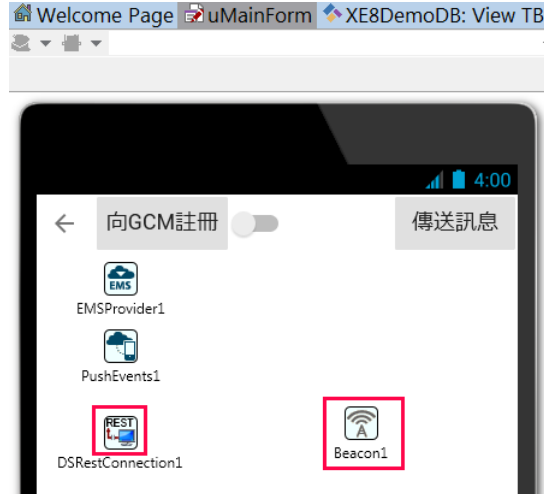 Welcome Page uMainForm XE8DemoDB: View TB
4:00
向GCM註冊 傳送訊息
EMS
EMSProvider1
PushEvents1
REST
A
DSRestConnection1 Beacon1